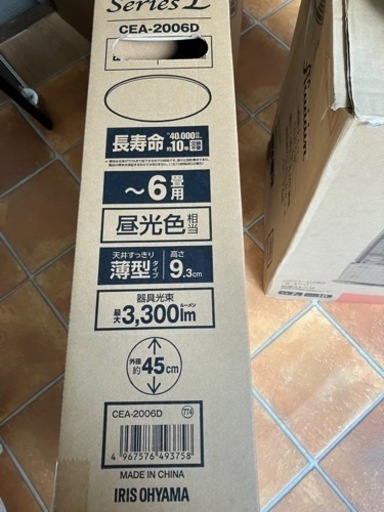 Series L
CEA-2006D
長寿命 約40,000時間 約10年
~6畳用
昼光色 相当
天井すっきり 薄型タイプ 高さ 9.3cm
器具光束
最大3,300lm ルーメン
外径 約45cm
CEA-2006D 774
4 967576 493758
MADE IN CHINA
IRIS OHYAMA